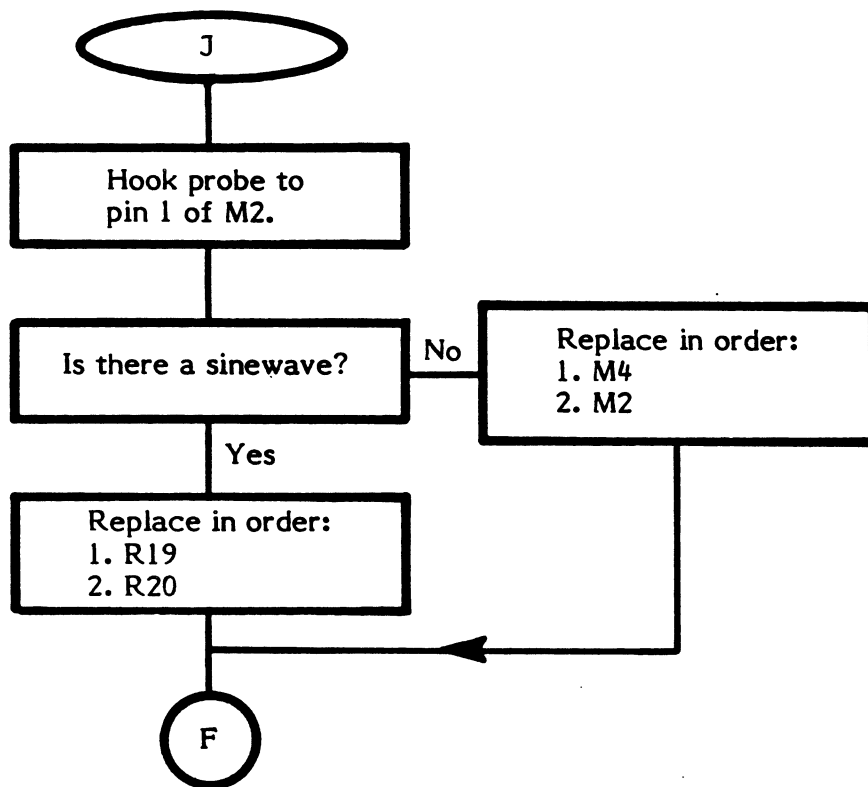 J
Hook probe to
pin 1 of M2.
Is there a sinewave?
No
Replace in order:
1. M4
2. M2
Yes
Replace in order:
1. R19
2. R20
F